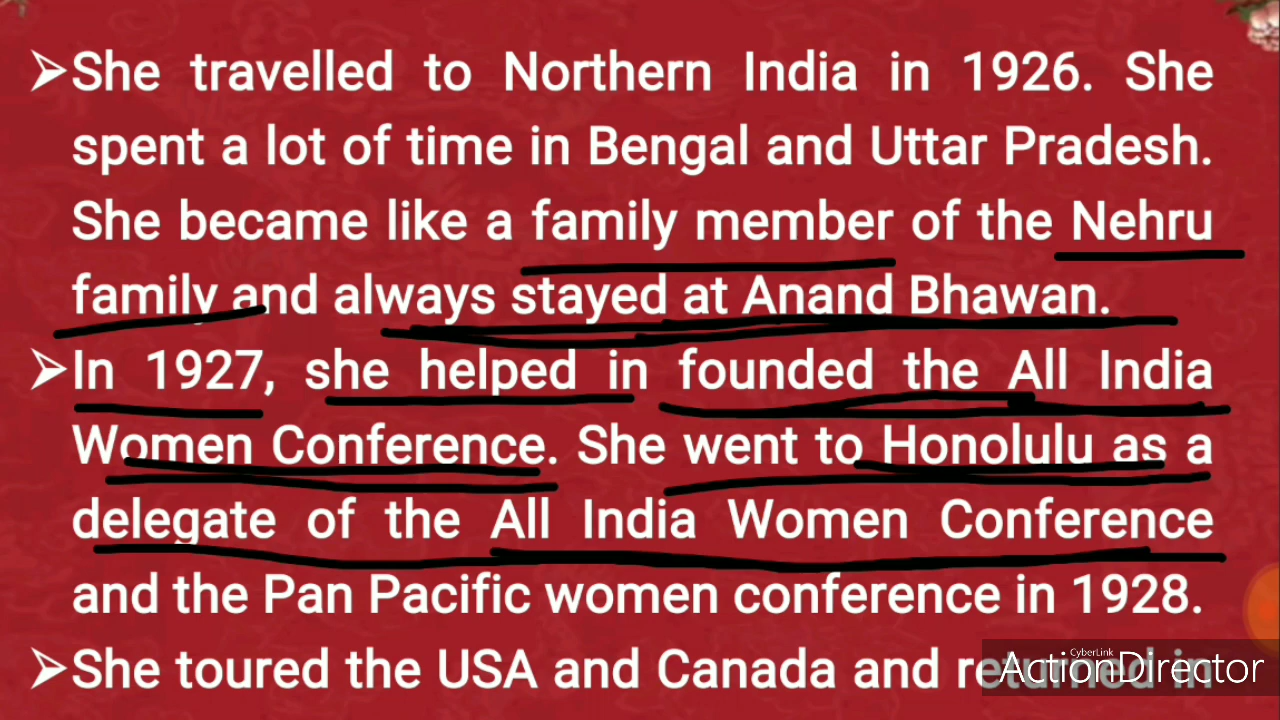 ➢She travelled to Northern India in 1926. She
spent a lot of time in Bengal and Uttar Pradesh.
She became like a family member of the Nehru
family and always stayed at Anand Bhawan.
➢In 1927, she helped in founded the All India
Women Conference. She went to Honolulu as a
delegate of the All India Women Conference
and the Pan Pacific women conference in 1928.
➢She toured the USA and Canada and returned in
CyberLink
ActionDirector